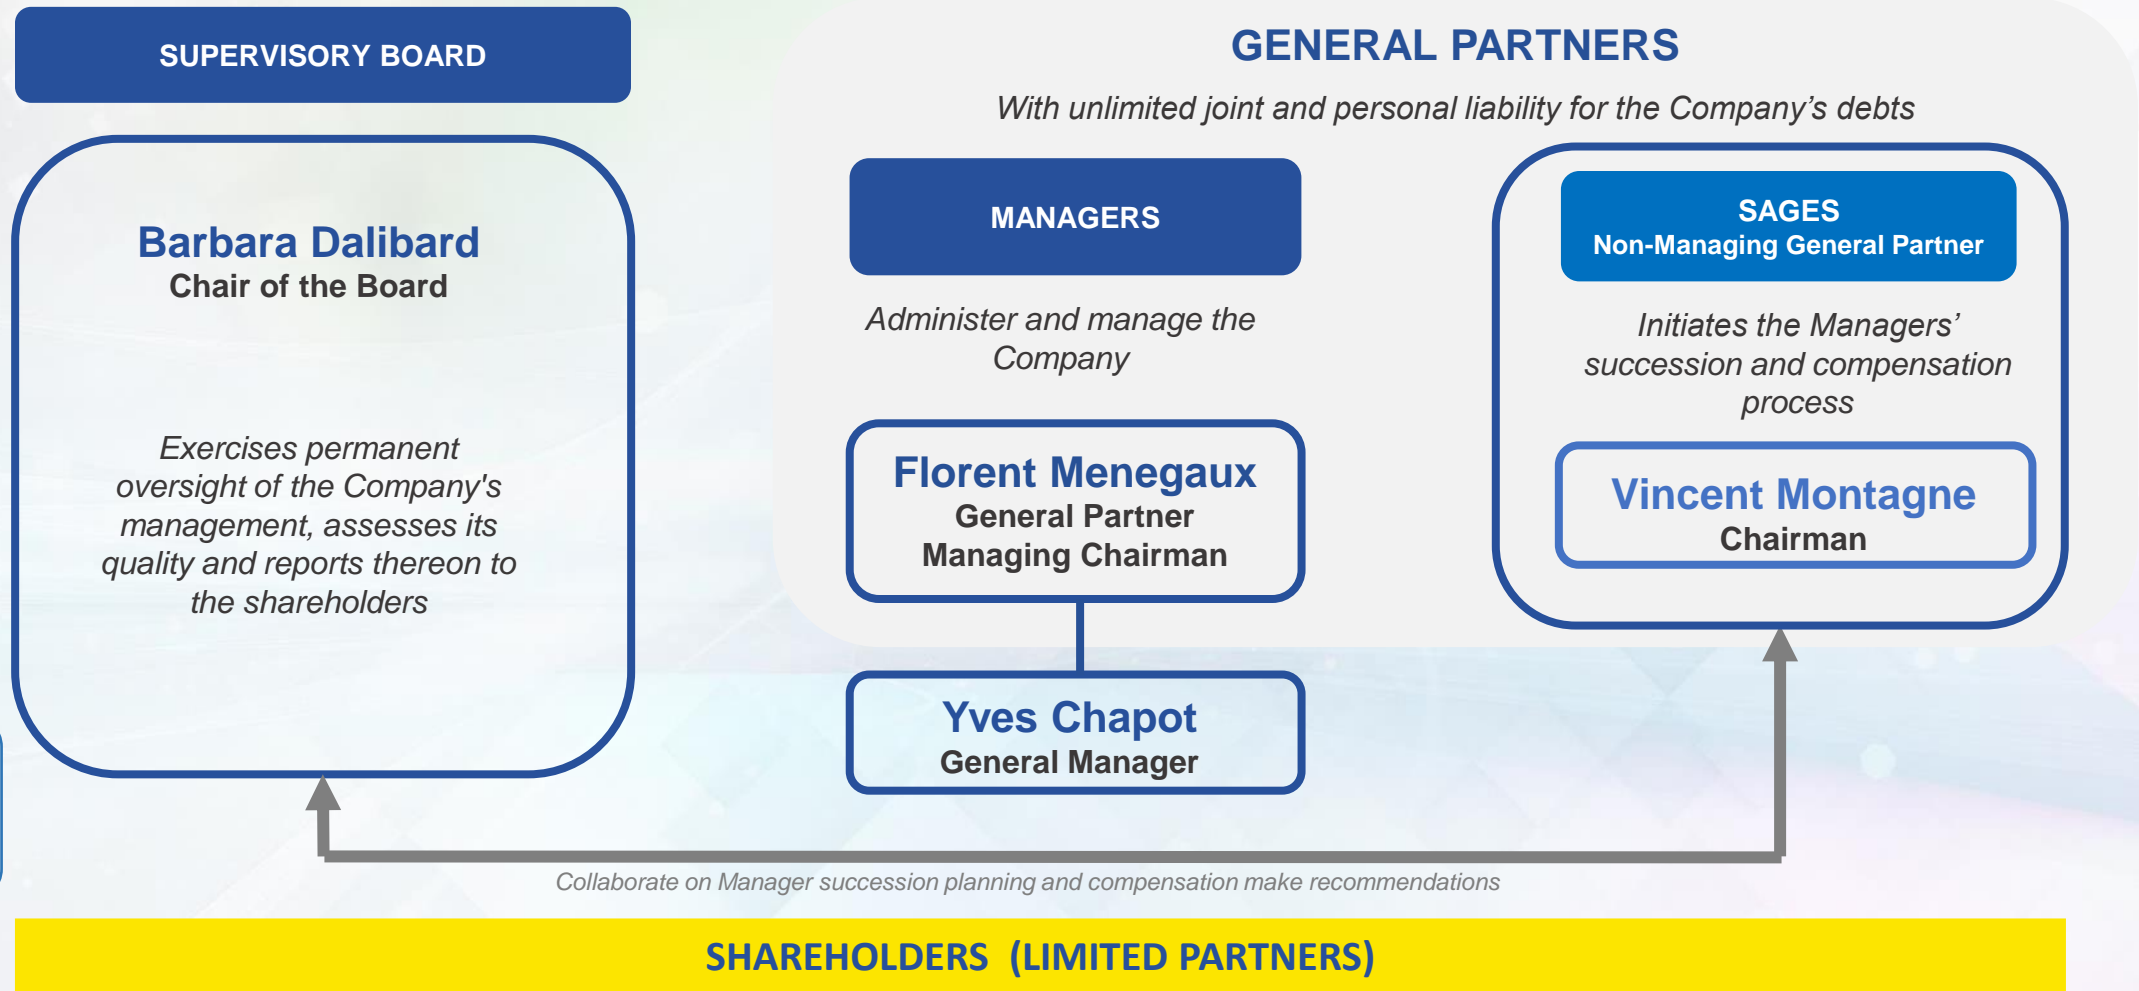 SUPERVISORY BOARD
Barbara Dalibard
Chair of the Board
Exercises permanent
oversight of the Company's
management, assesses its
quality and reports thereon to
the shareholders
GENERAL PARTNERS
With unlimited joint and personal liability for the Company’s debts
MANAGERS
Administer and manage the
Company
Florent Menegaux
General Partner
Managing Chairman
Yves Chapot
General Manager
SAGES
Non-Managing General Partner
Initiates the Managers’
succession and compensation
process
Vincent Montagne
Chairman
Collaborate on Manager succession planning and compensation make recommendations
SHAREHOLDERS (LIMITED PARTNERS)